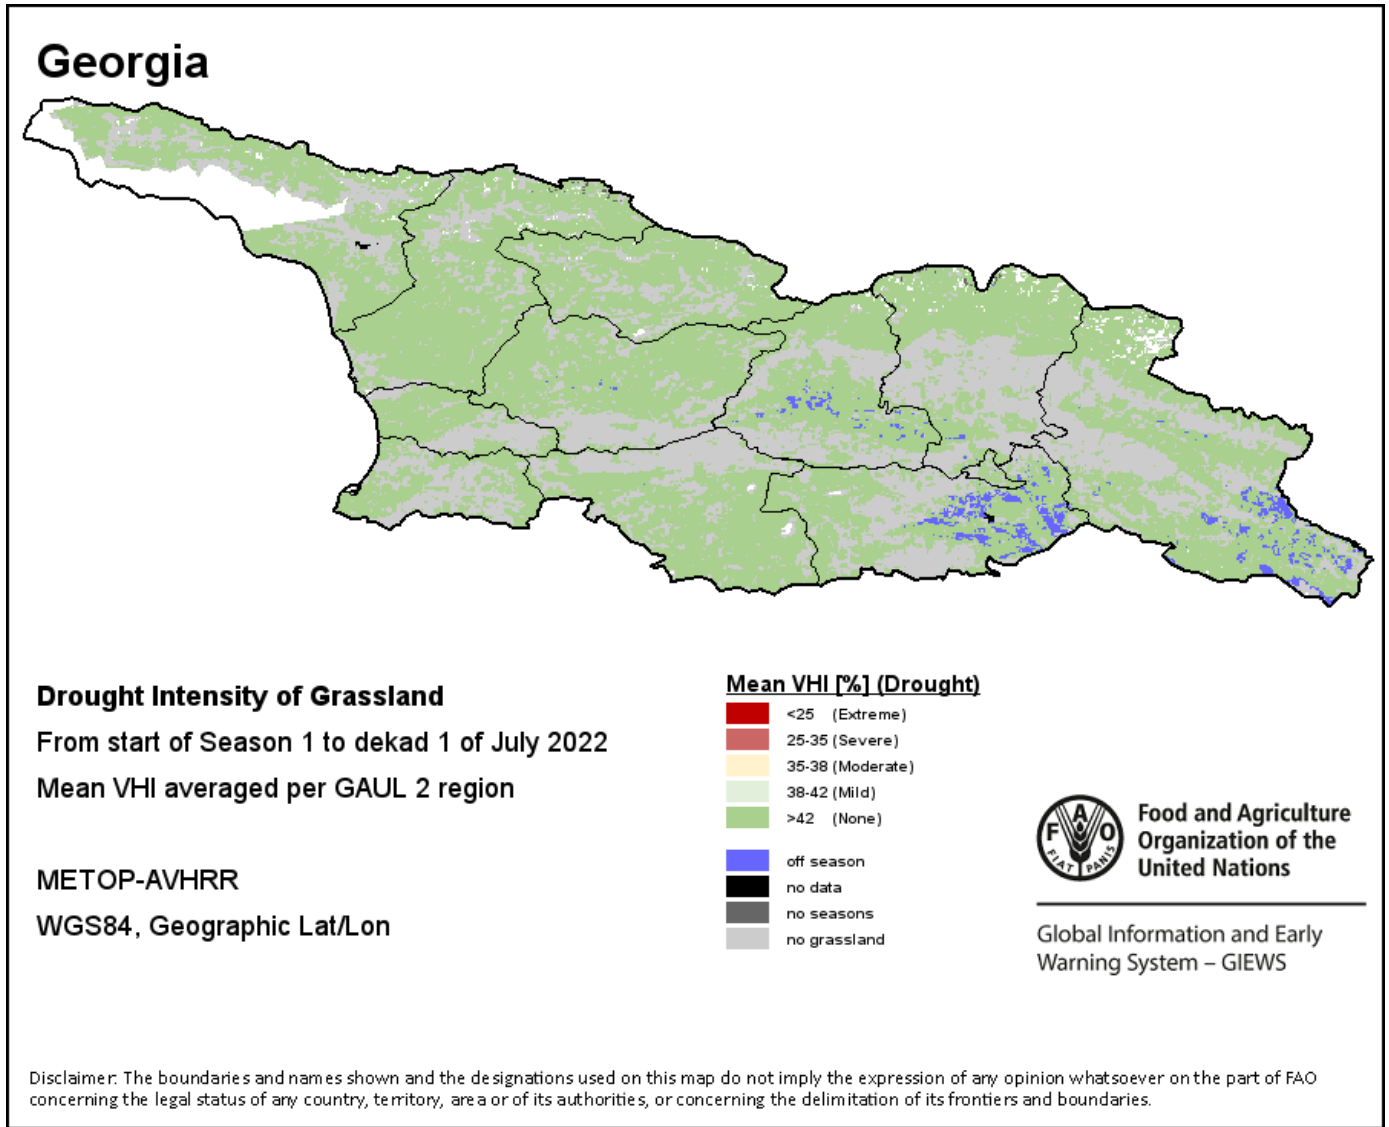 Georgia
Drought Intensity of Grassland
From start of Season 1 to dekad 1 of July 2022
Mean VHI averaged per GAUL 2 region
METOP-AVHRR
WGS84, Geographic Lat/Lon
Mean VHI [%] (Drought)
<25 (Extreme)
25-35 (Severe)
35-38 (Moderate)
38-42 (Mild)
>42 (None)
off season
no data
no seasons
no grassland
F A O
FIAT PANIS
Food and Agriculture
Organization of the
United Nations
Global Information and Early
Warning System – GIEWS
Disclaimer: The boundaries and names shown and the designations used on this map do not imply the expression of any opinion whatsoever on the part of FAO
concerning the legal status of any country, territory, area or of its authorities, or concerning the delimitation of its frontiers and boundaries.